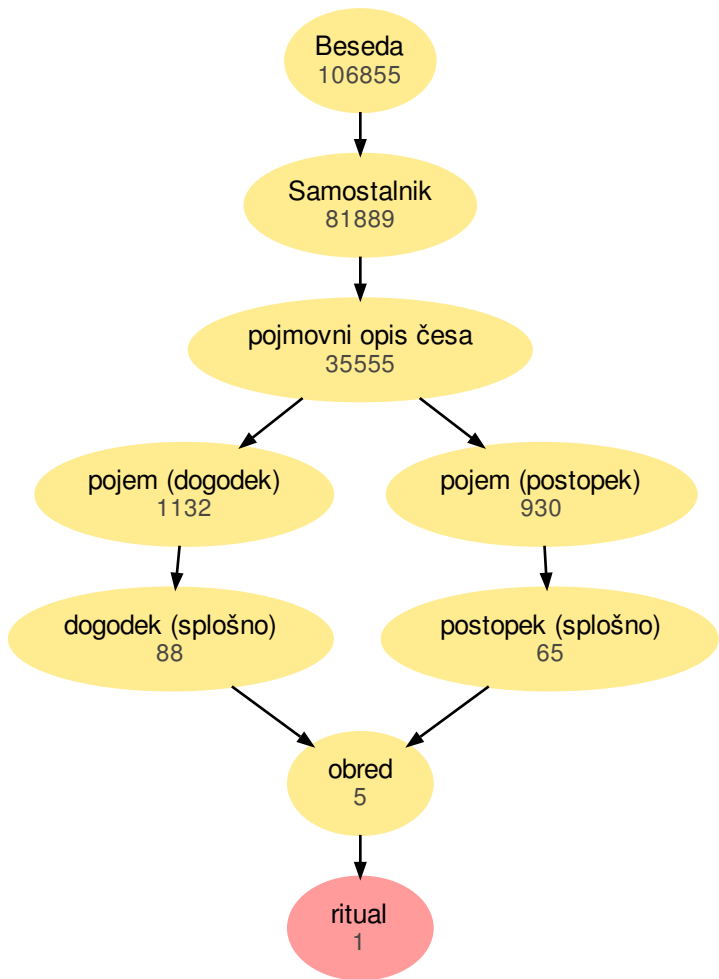 Beseda
106855
Samostalnik
81889
pojmovni opis česa
35555
pojem (dogodek)
1132
pojem (postopek)
930
dogodek (splošno)
88
postopek (splošno)
65
obred
5
ritual
1